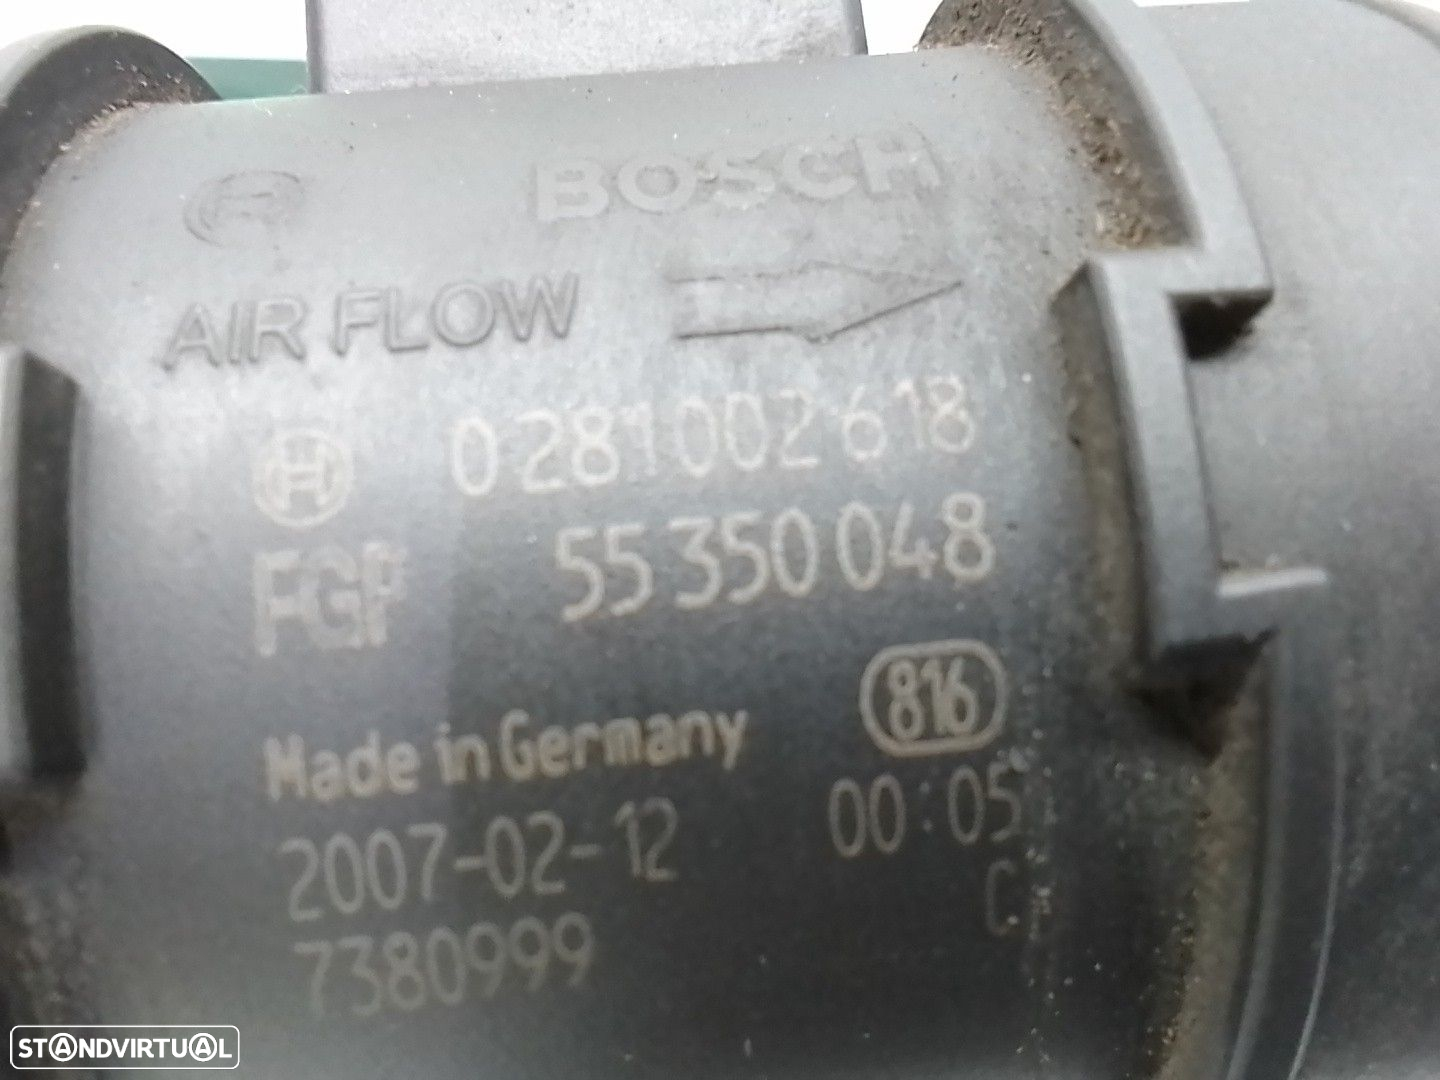 BOSCH
AIR FLOW
0 281 002 618
FGP 55 350 048
816
Made in Germany
2007-02-12 00:05
7380999 C
STANDVIRTUAL